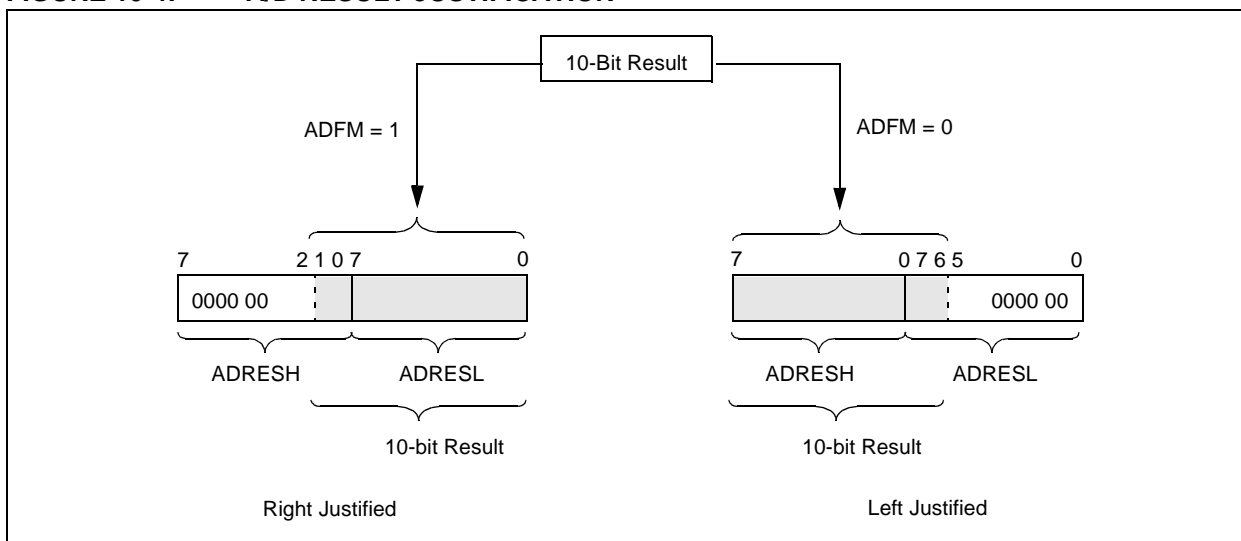 10-Bit Result
ADFM = 1
ADFM = 0
7 2 1 0 7 0
7 0 7 6 5 0
0000 00
0000 00
ADRESH ADRESL
ADRESH ADRESL
10-bit Result
10-bit Result
Right Justified
Left Justified